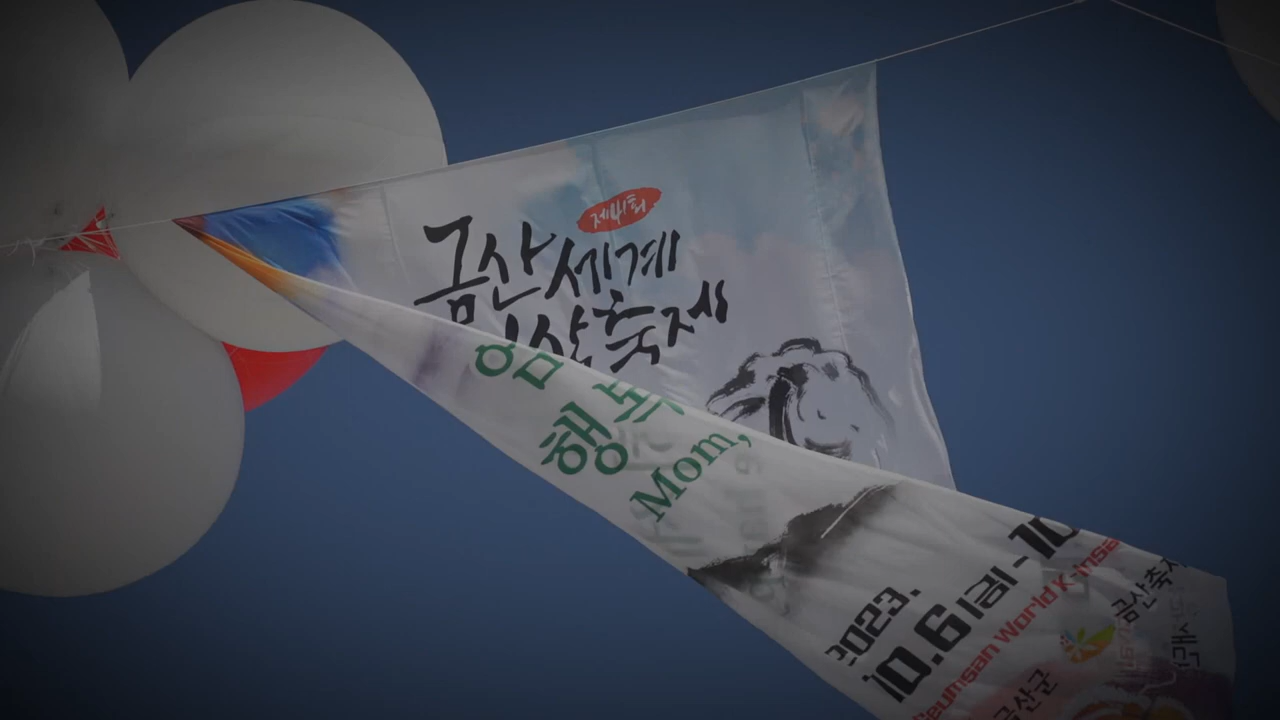 제41회
금산세계
인삼축제
엄
행복
Mom,
2023.
10.6(금)-10
Geumsan World K-Insa
금산군
금산축제